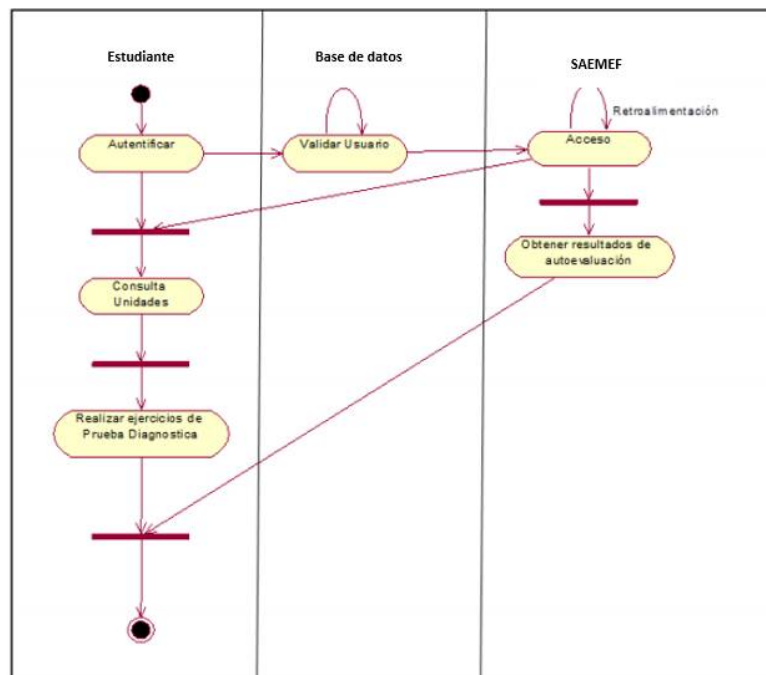 Estudiante
Base de datos
SAEMEF
Retroalimentación
Autentificar
Validar Usuario
Acceso
Obtener resultados de
autoevaluación
Consulta
Unidades
Realizar ejercicios de
Prueba Diagnostica